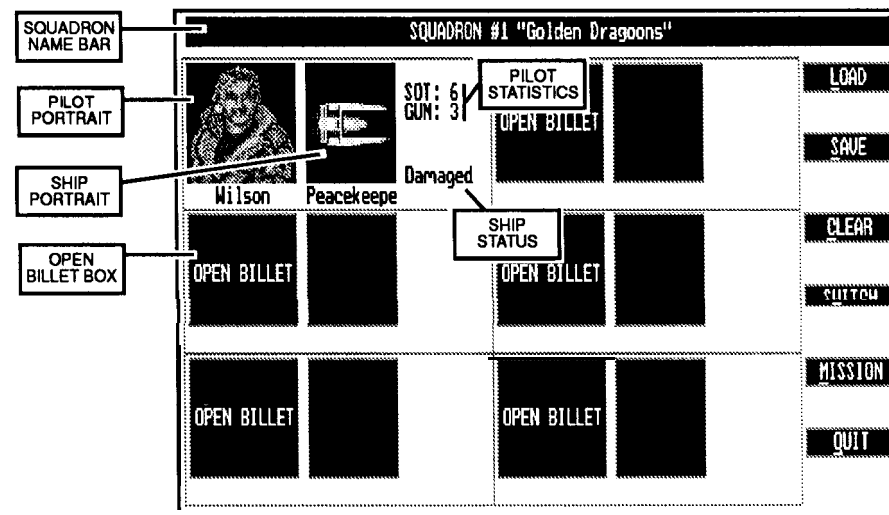 SQUADRON
NAME BAR
SQUADRON #1 "Golden Dragoons"
PILOT
PORTRAIT
SHIP
PORTRAIT
OPEN
BILLET BOX
Wilson
Peacekeepe
SOT: 6
GUN: 3
Damaged
PILOT
STATISTICS
SHIP
STATUS
OPEN BILLET
OPEN BILLET
OPEN BILLET
OPEN BILLET
OPEN BILLET
LOAD
SAVE
CLEAR
SWITCH
MISSION
QUIT